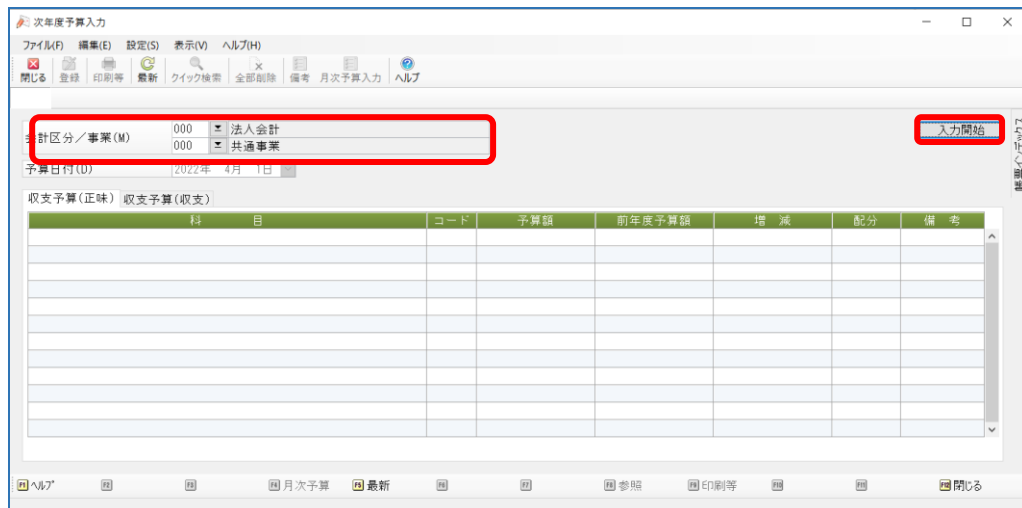 次年度予算入力
ファイル(F) 編集(E) 設定(S) 表示(V) ヘルプ(H)
閉じる 登録 印刷等 最新 クイック検索 全部削除 備考 月次予算入力 ヘルプ
会計区分/事業(M) 000 法人会計 入力開始
000 共通事業
予算日付(D) 2022年 4月 1日
収支予算(正味) 収支予算(収支)
科 目 コード 予算額 前年度予算額 増 減 配分 備 考
F1 ヘルプ F2 F3 F4 月次予算 F5 最新 F6 F7 F8 参照 F9 印刷等 F10 F11 F12 閉じる